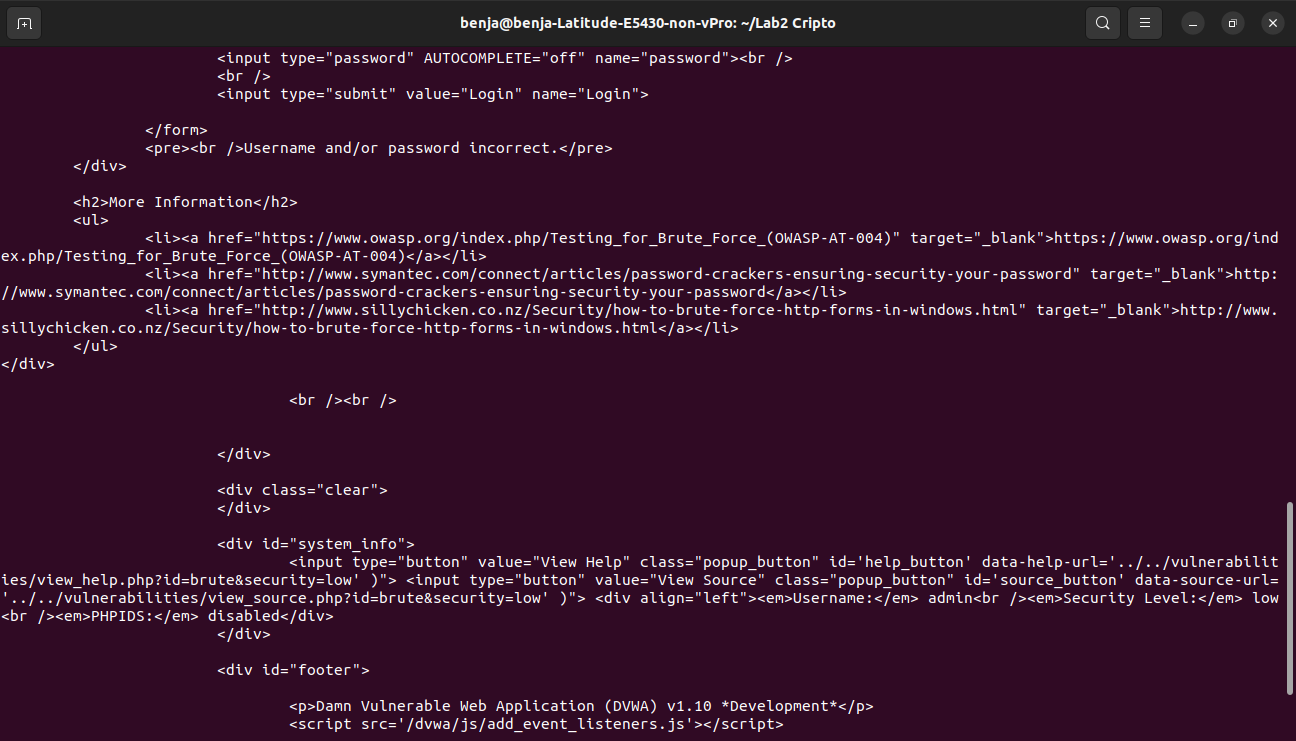 benja@benja-Latitude-E5430-non-vPro: ~/Lab2 Cripto
<input type="password" AUTOCOMPLETE="off" name="password"><br />
<br />
<input type="submit" value="Login" name="Login">
</form>
<pre><br />Username and/or password incorrect.</pre>
</div>
<h2>More Information</h2>
<ul>
<li><a href="https://www.owasp.org/index.php/Testing_for_Brute_Force_(OWASP-AT-004)" target="_blank">https://www.owasp.org/ind
ex.php/Testing_for_Brute_Force_(OWASP-AT-004)</a></li>
<li><a href="http://www.symantec.com/connect/articles/password-crackers-ensuring-security-your-password" target="_blank">http:
//www.symantec.com/connect/articles/password-crackers-ensuring-security-your-password</a></li>
<li><a href="http://www.sillychicken.co.nz/Security/how-to-brute-force-http-forms-in-windows.html" target="_blank">http://www.
sillychicken.co.nz/Security/how-to-brute-force-http-forms-in-windows.html</a></li>
</ul>
</div>
<br /><br />
</div>
<div class="clear">
</div>
<div id="system_info">
<input type="button" value="View Help" class="popup_button" id='help_button' data-help-url='../../vulnerabilit
ies/view_help.php?id=brute&security=low' )"> <input type="button" value="View Source" class="popup_button" id='source_button' data-source-url=
'../../vulnerabilities/view_source.php?id=brute&security=low' )"> <div align="left"><em>Username:</em> admin<br /><em>Security Level:</em> low
<br /><em>PHPIDS:</em> disabled</div>
</div>
<div id="footer">
<p>Damn Vulnerable Web Application (DVWA) v1.10 *Development*</p>
<script src='/dvwa/js/add_event_listeners.js'></script>